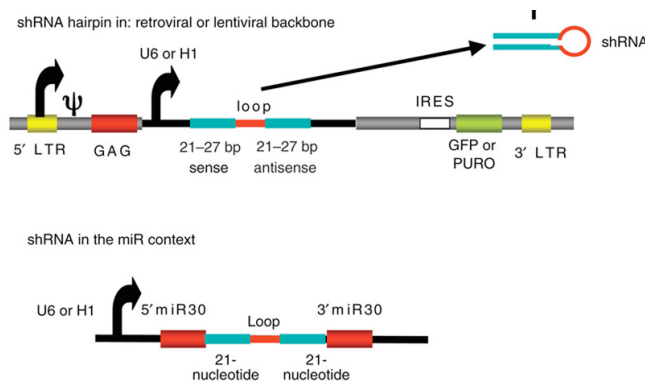 shRNA hairpin in: retroviral or lentiviral backbone
U6 or H1
shRNA
ψ
loop
IRES
5′ LTR
GAG
21–27 bp
sense
21–27 bp
antisense
GFP or
PURO
3′ LTR
shRNA in the miR context
U6 or H1
5′ miR30
Loop
3′ miR30
21-
nucleotide
21-
nucleotide